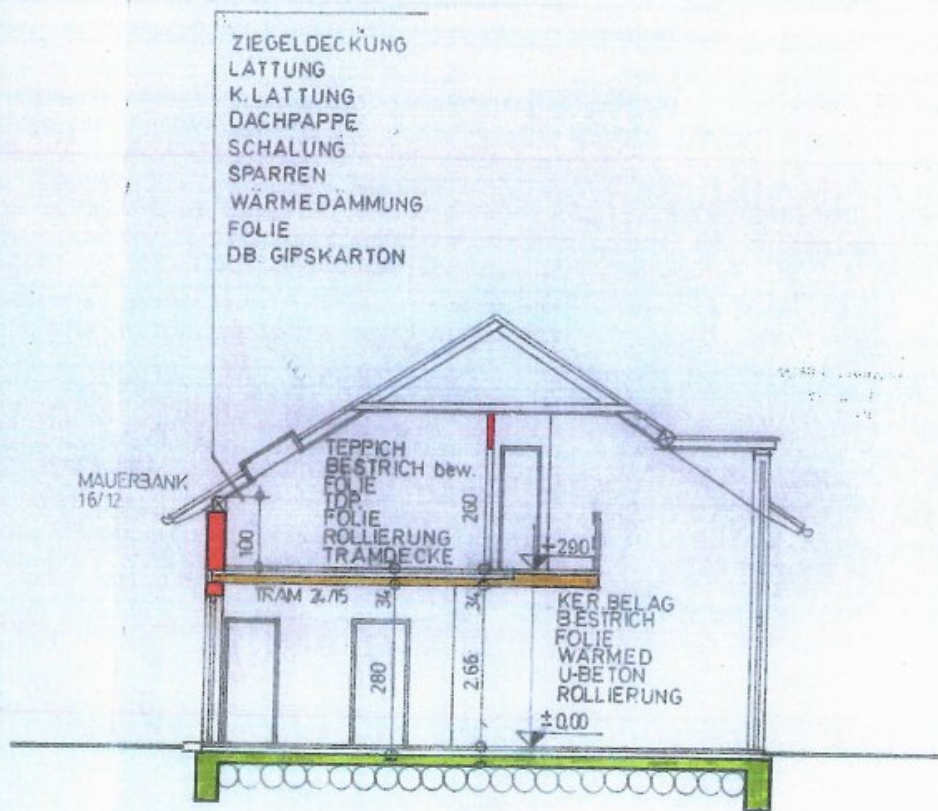 ZIEGELDECKUNG
LATTUNG
K.LATTUNG
DACHPAPPE
SCHALUNG
SPARREN
WÄRMEDÄMMUNG
FOLIE
DB. GIPSKARTON
MAUERBANK
16/12
TEPPICH
BESTRICH bew.
FOLIE
TDP.
FOLIE
ROLLIERUNG
TRAMDECKE
100
260
+290
TRAM 24/15
34
34
280
2.66
KER.BELAG
BESTRICH
FOLIE
WÄRMED
U-BETON
ROLLIERUNG
±0.00